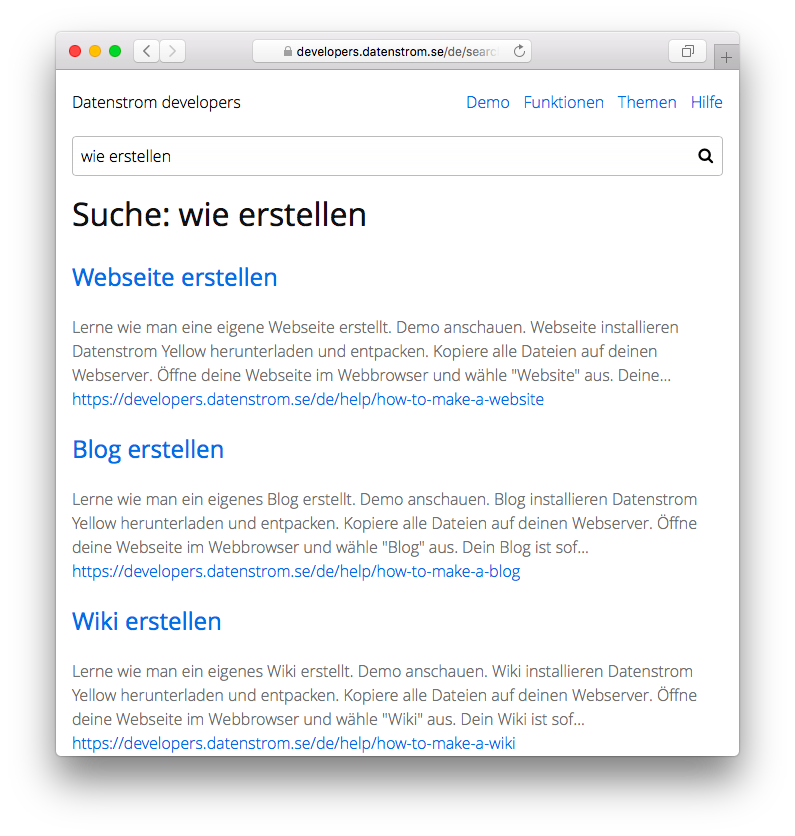 developers.datenstrom.se/de/searc
Datenstrom developers Demo Funktionen Themen Hilfe
wie erstellen
Suche: wie erstellen
Webseite erstellen
Lerne wie man eine eigene Webseite erstellt. Demo anschauen. Webseite installieren
Datenstrom Yellow herunterladen und entpacken. Kopiere alle Dateien auf deinen
Webserver. Öffne deine Webseite im Webbrowser und wähle "Website" aus. Deine...
https://developers.datenstrom.se/de/help/how-to-make-a-website
Blog erstellen
Lerne wie man ein eigenes Blog erstellt. Demo anschauen. Blog installieren Datenstrom
Yellow herunterladen und entpacken. Kopiere alle Dateien auf deinen Webserver. Öffne
deine Webseite im Webbrowser und wähle "Blog" aus. Dein Blog ist sof...
https://developers.datenstrom.se/de/help/how-to-make-a-blog
Wiki erstellen
Lerne wie man ein eigenes Wiki erstellt. Demo anschauen. Wiki installieren Datenstrom
Yellow herunterladen und entpacken. Kopiere alle Dateien auf deinen Webserver. Öffne
deine Webseite im Webbrowser und wähle "Wiki" aus. Dein Wiki ist sof...
https://developers.datenstrom.se/de/help/how-to-make-a-wiki